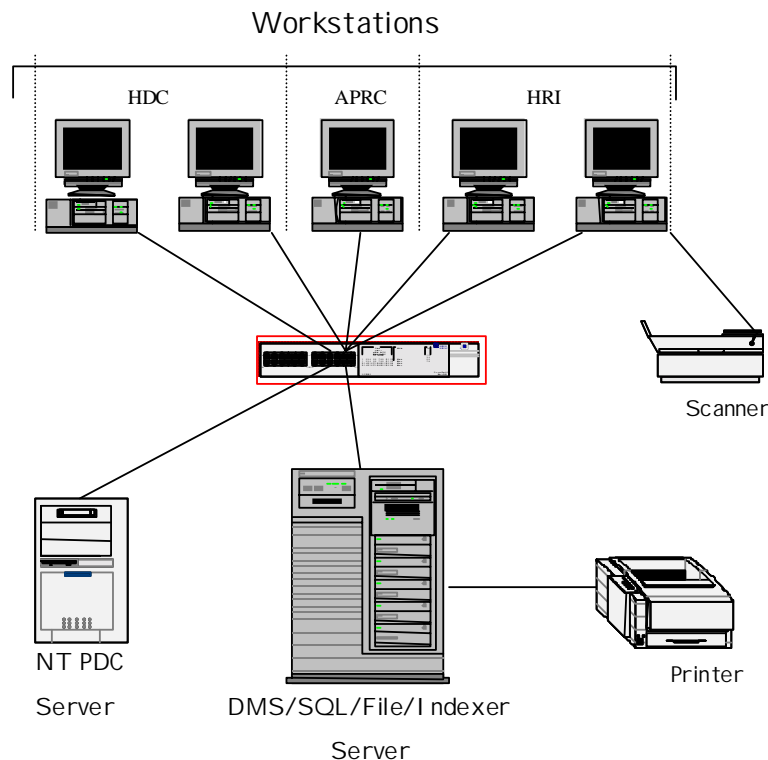 Workstations
HDC
APRC
HRI
Scanner
NT PDC
Server
DMS/SQL/File/Indexer
Server
Printer